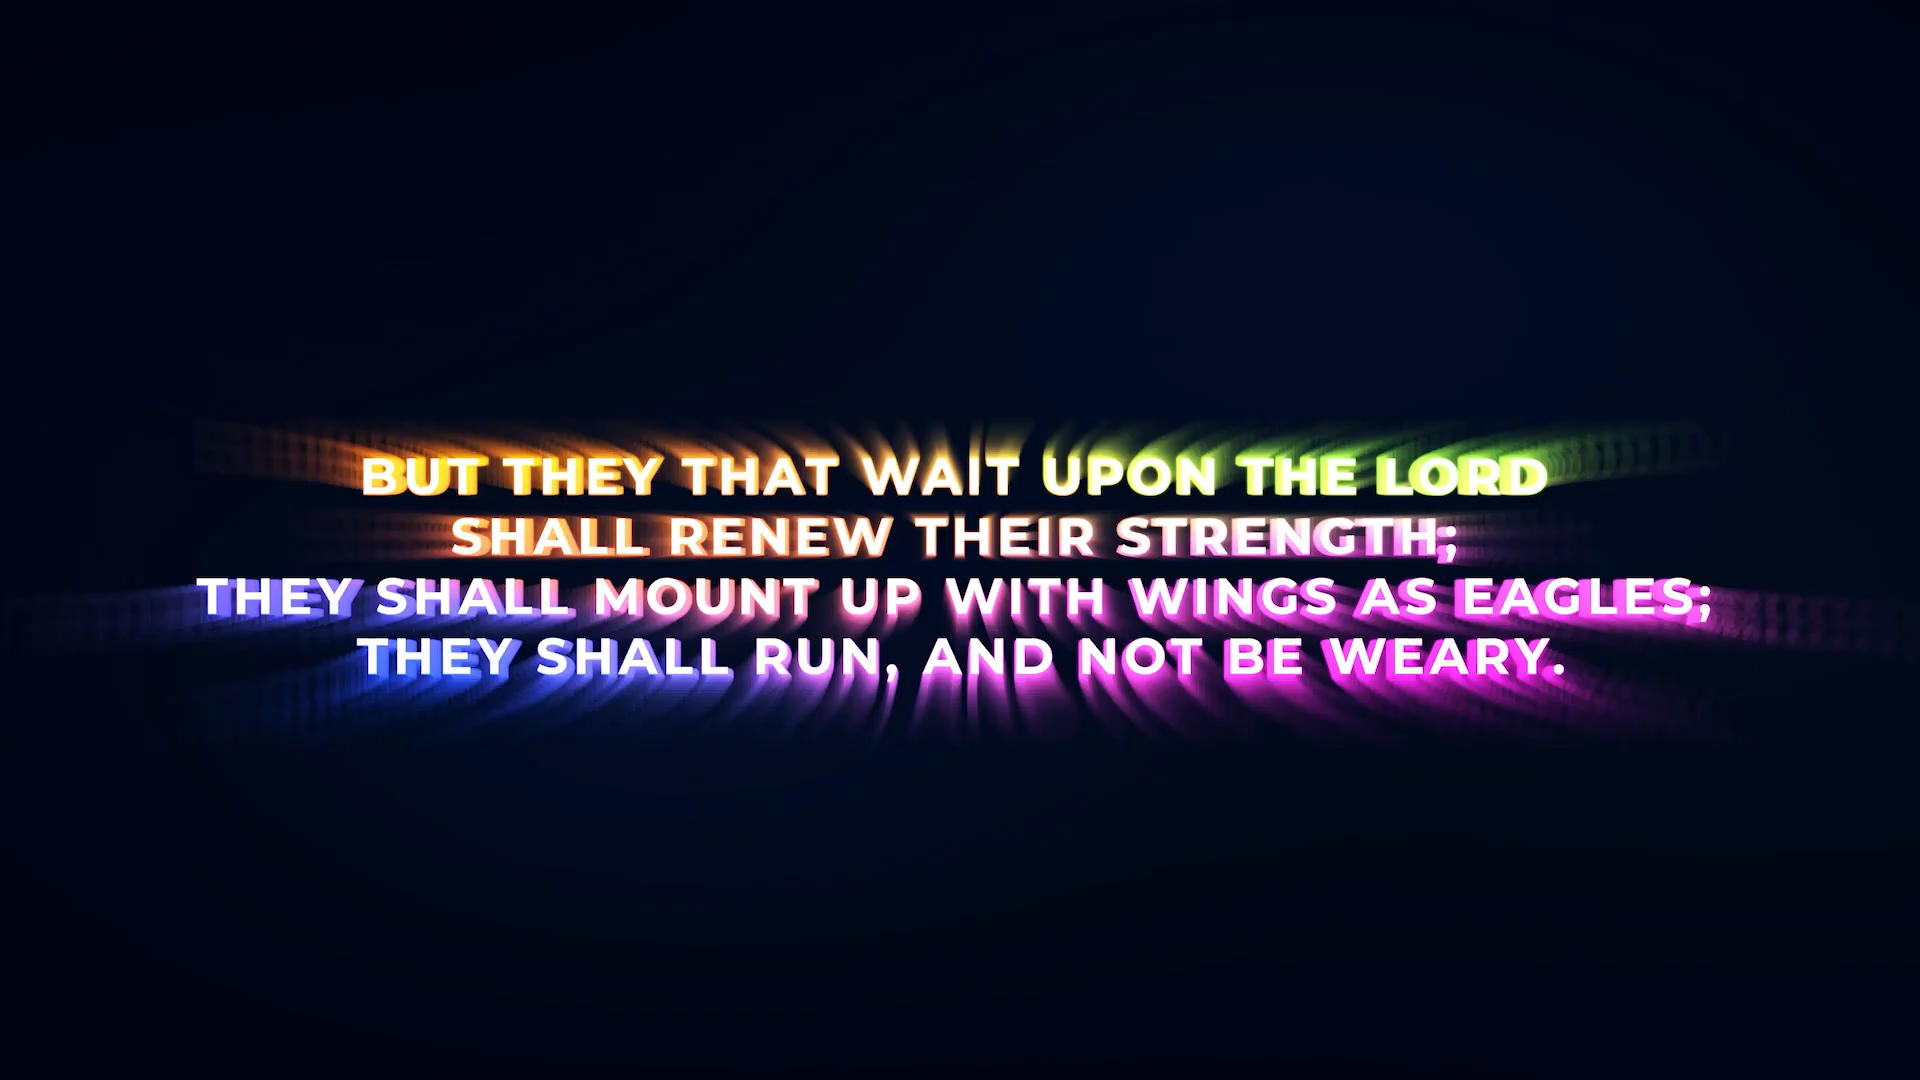 BUT THEY THAT WAIT UPON THE LORD
SHALL RENEW THEIR STRENGTH;
THEY SHALL MOUNT UP WITH WINGS AS EAGLES;
THEY SHALL RUN, AND NOT BE WEARY.